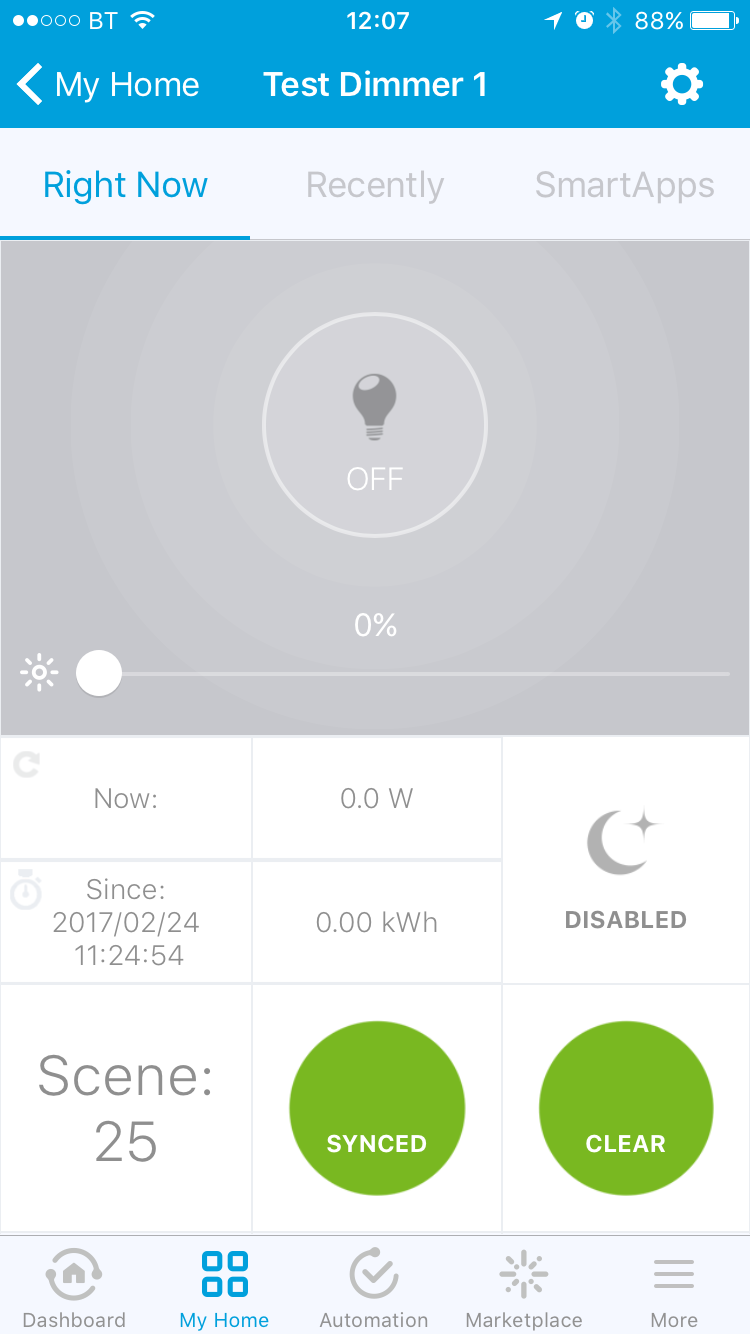 BT 12:07 88%
My Home Test Dimmer 1
Right Now Recently SmartApps
OFF
0%
Now: 0.0 W
Since:
2017/02/24
11:24:54
0.00 kWh
DISABLED
Scene:
25
SYNCED
CLEAR
Dashboard My Home Automation Marketplace More